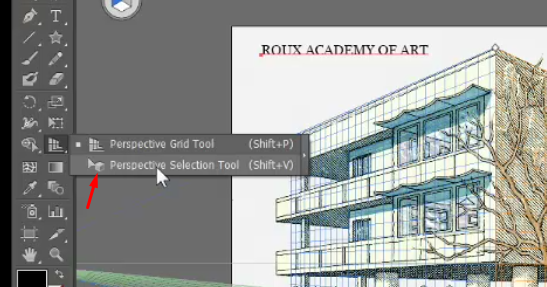 T
ROUX ACADEMY OF ART
Perspective Grid Tool (Shift+P)
Perspective Selection Tool (Shift+V)